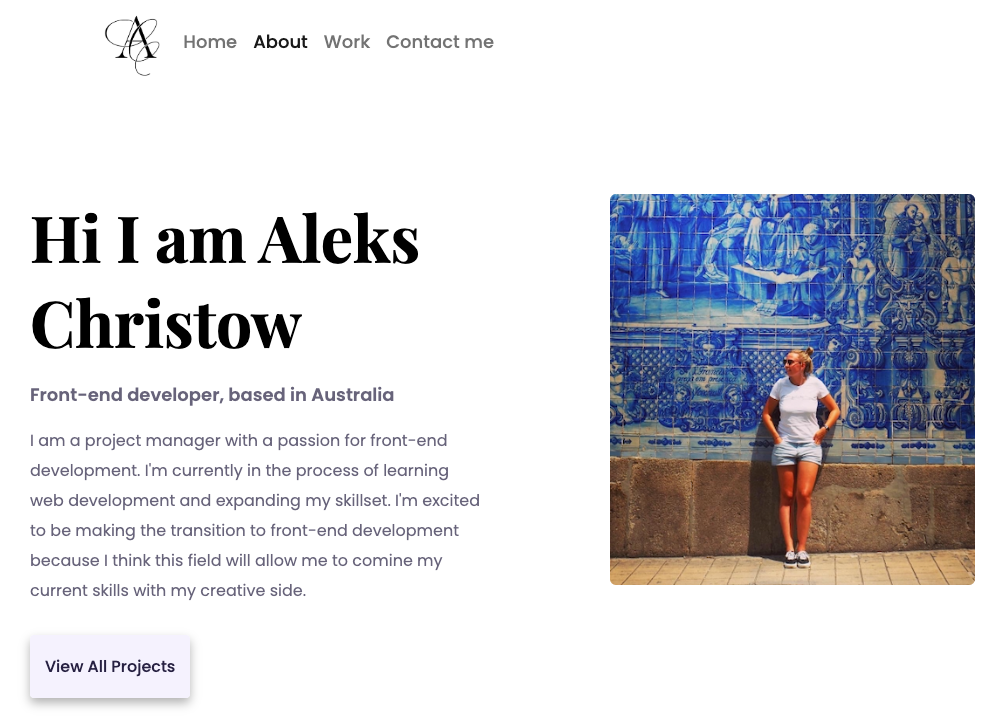 Home About Work Contact me
Hi I am Aleks
Christow
Front-end developer, based in Australia
I am a project manager with a passion for front-end
development. I'm currently in the process of learning
web development and expanding my skillset. I'm excited
to be making the transition to front-end development
because I think this field will allow me to comine my
current skills with my creative side.
View All Projects